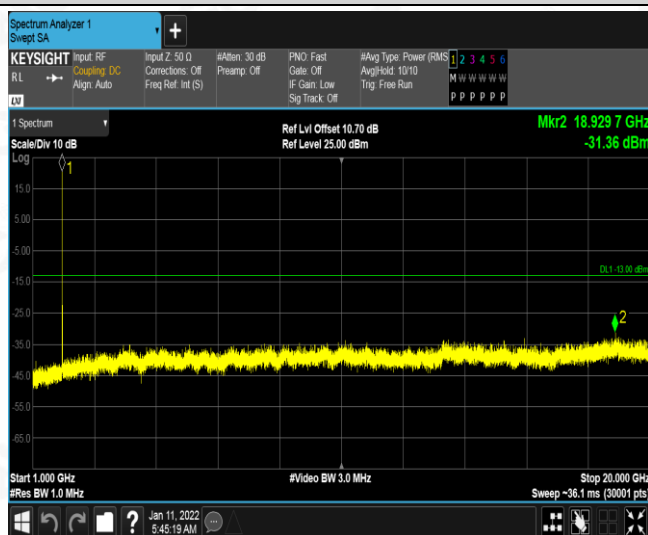 Spectrum Analyzer 1
Swept SA
+
KEYSIGHT
R L
LXI
Input: RF
Coupling: DC
Align: Auto
Input Z: 50 Ω
Corrections: Off
Freq Ref: Int (S)
#Atten: 30 dB
Preamp: Off
PNO: Fast
Gate: Off
IF Gain: Low
Sig Track: Off
#Avg Type: Power (RMS
Avg|Hold: 10/10
Trig: Free Run
1 2 3 4 5 6
M W W W W W
P P P P P P
1 Spectrum
Scale/Div 10 dB
Log
Ref Lvl Offset 10.70 dB
Ref Level 25.00 dBm
Mkr2 18.929 7 GHz
-31.36 dBm
1
15.0
5.00
-5.00
DL1 -13.00 dBm
-15.0
2
-25.0
-35.0
-45.0
-55.0
-65.0
Start 1.000 GHz
#Res BW 1.0 MHz
#Video BW 3.0 MHz
Stop 20.000 GHz
Sweep ~36.1 ms (30001 pts)
?
Jan 11, 2022
5:45:19 AM